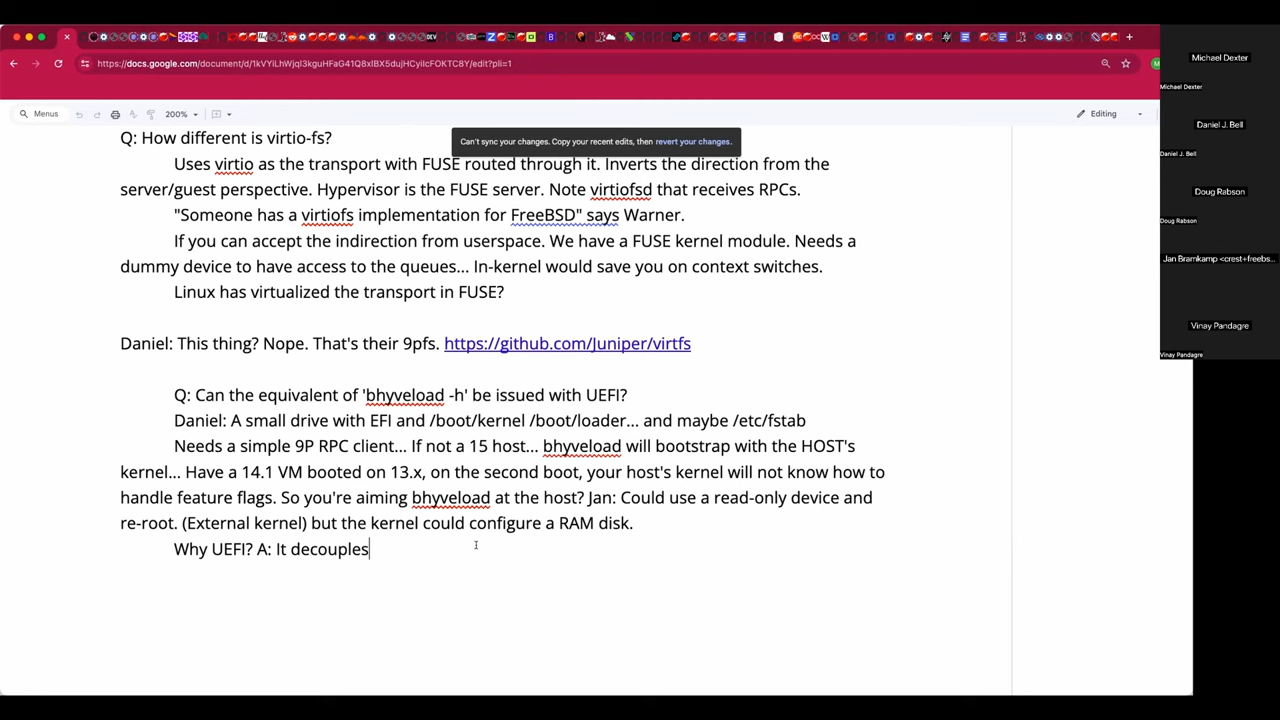 https://docs.google.com/document/d/1kVYiLhWjqI3kguHFaG41Q8xIBX5dujHCyiIcFOKTC8Y/edit?pli=1
Menus
200%
Editing
Can't sync your changes. Copy your recent edits, then revert your changes.
Q: How different is virtio-fs?
Uses virtio as the transport with FUSE routed through it. Inverts the direction from the
server/guest perspective. Hypervisor is the FUSE server. Note virtiofsd that receives RPCs.
"Someone has a virtiofs implementation for FreeBSD" says Warner.
If you can accept the indirection from userspace. We have a FUSE kernel module. Needs a
dummy device to have access to the queues... In-kernel would save you on context switches.
Linux has virtualized the transport in FUSE?
Daniel: This thing? Nope. That's their 9pfs. https://github.com/Juniper/virtfs
Q: Can the equivalent of 'bhyveload -h' be issued with UEFI?
Daniel: A small drive with EFI and /boot/kernel /boot/loader... and maybe /etc/fstab
Needs a simple 9P RPC client... If not a 15 host... bhyveload will bootstrap with the HOST's
kernel... Have a 14.1 VM booted on 13.x, on the second boot, your host's kernel will not know how to
handle feature flags. So you're aiming bhyveload at the host? Jan: Could use a read-only device and
re-root. (External kernel) but the kernel could configure a RAM disk.
Why UEFI? A: It decouples
Michael Dexter
Michael Dexter
Daniel J. Bell
Daniel J. Bell
Doug Rabson
Doug Rabson
Jan Bramkamp <crest+freebs...
Vinay Pandagre
Vinay Pandagre